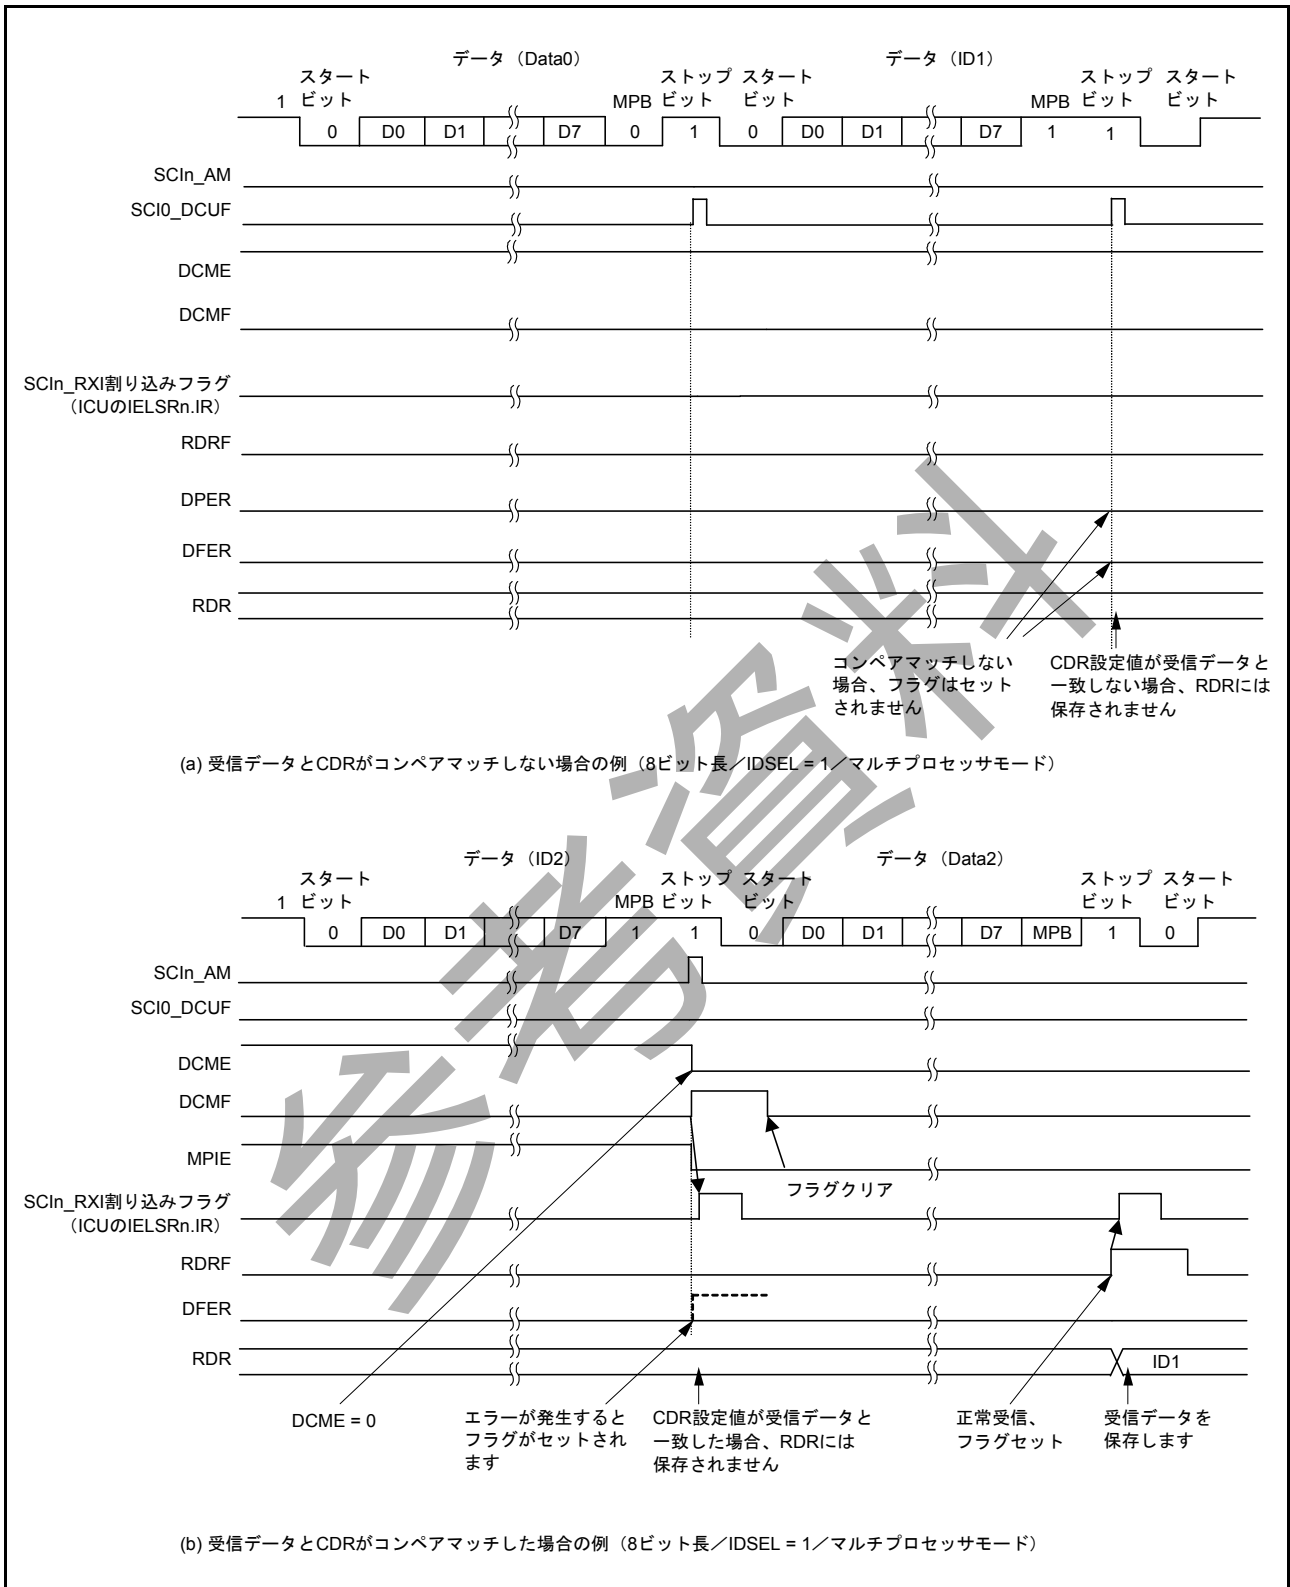 データ（Data0）
データ（ID1）
スタート
ビット
ストップ
ビット
スタート
ビット
ストップ
ビット
スタート
ビット
1
MPB
MPB
0 D0 D1 D7 0 1 0 D0 D1 D7 1 1
SCIn_AM
SCI0_DCUF
DCME
DCMF
SCIn_RXI割り込みフラグ
（ICUのIELSRn.IR）
RDRF
DPER
DFER
RDR
コンペアマッチしない
場合、フラグはセット
されません
CDR設定値が受信データと
一致しない場合、RDRには
保存されません
(a) 受信データとCDRがコンペアマッチしない場合の例（8ビット長／IDSEL = 1／マルチプロセッサモード）
データ（ID2）
データ（Data2）
スタート
ビット
ストップ
ビット
スタート
ビット
ストップ
ビット
スタート
ビット
1
MPB
0 D0 D1 D7 1 1 0 D0 D1 D7 MPB 1 0
SCIn_AM
SCI0_DCUF
DCME
DCMF
MPIE
フラグクリア
SCIn_RXI割り込みフラグ
（ICUのIELSRn.IR）
RDRF
DFER
RDR
ID1
DCME = 0
エラーが発生すると
フラグがセットされ
ます
CDR設定値が受信データと
一致した場合、RDRには
保存されません
正常受信、
フラグセット
受信データを
保存します
(b) 受信データとCDRがコンペアマッチした場合の例（8ビット長／IDSEL = 1／マルチプロセッサモード）
参考資料